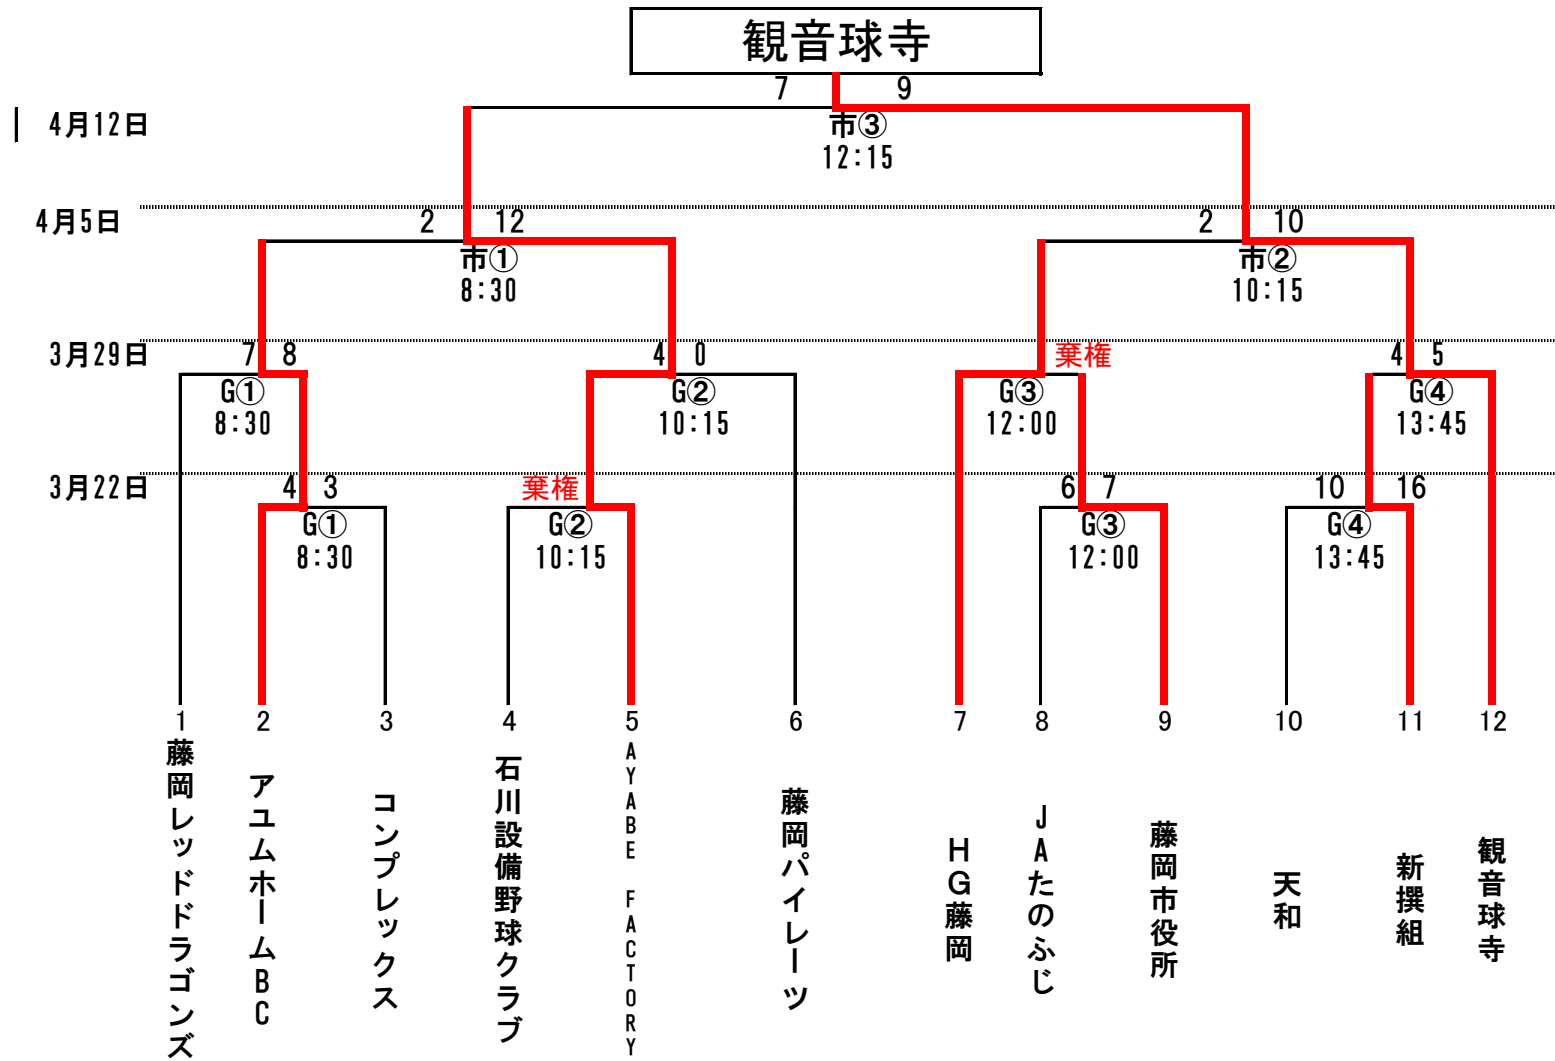 観音球寺
7 9
4月12日
市③
12:15
4月5日
2 12 2 10
市① 市②
8:30 10:15
3月29日
7 8 4 0 棄権 4 5
G① G② G③ G④
8:30 10:15 12:00 13:45
3月22日
4 3 棄権 6 7 10 16
G① G② G③ G④
8:30 10:15 12:00 13:45
1 2 3 4 5 6 7 8 9 10 11 12
藤岡レッドドラゴンズ
アユムホームBC
コンプレックス
石川設備野球クラブ
AYABE FACTORY
藤岡パイレーツ
HG藤岡
JAたのふじ
藤岡市役所
天和
新撰組
観音球寺